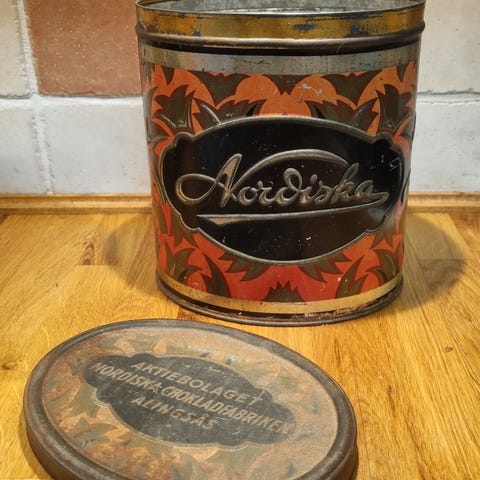 Nordiska
AKTIEBOLAGET
NORDISKA CHOKLADFABRIKEN
ALINGSÅS